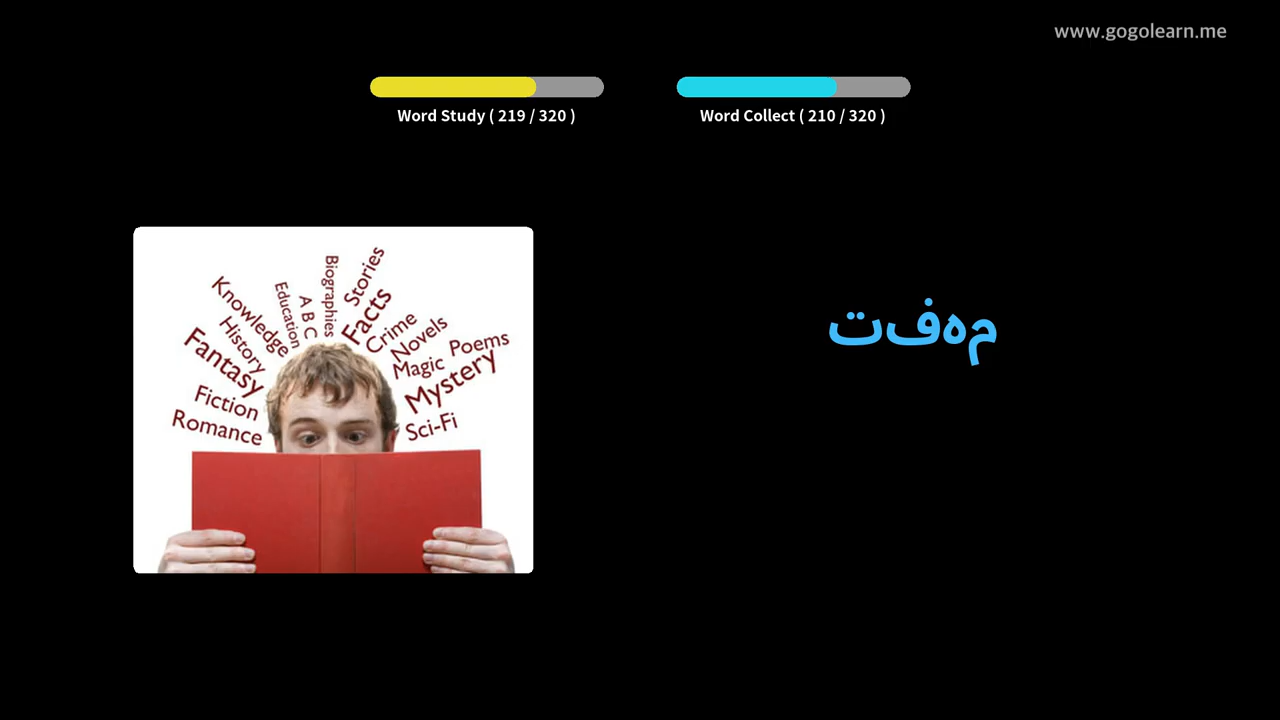 www.gogolearn.me
Word Study ( 219 / 320 )
Word Collect ( 210 / 320 )
Knowledge
History
Fantasy
Fiction
Romance
Education
A B C
Biographies
Stories
Facts
Crime
Novels
Magic
Poems
Mystery
Sci-Fi
مهفت